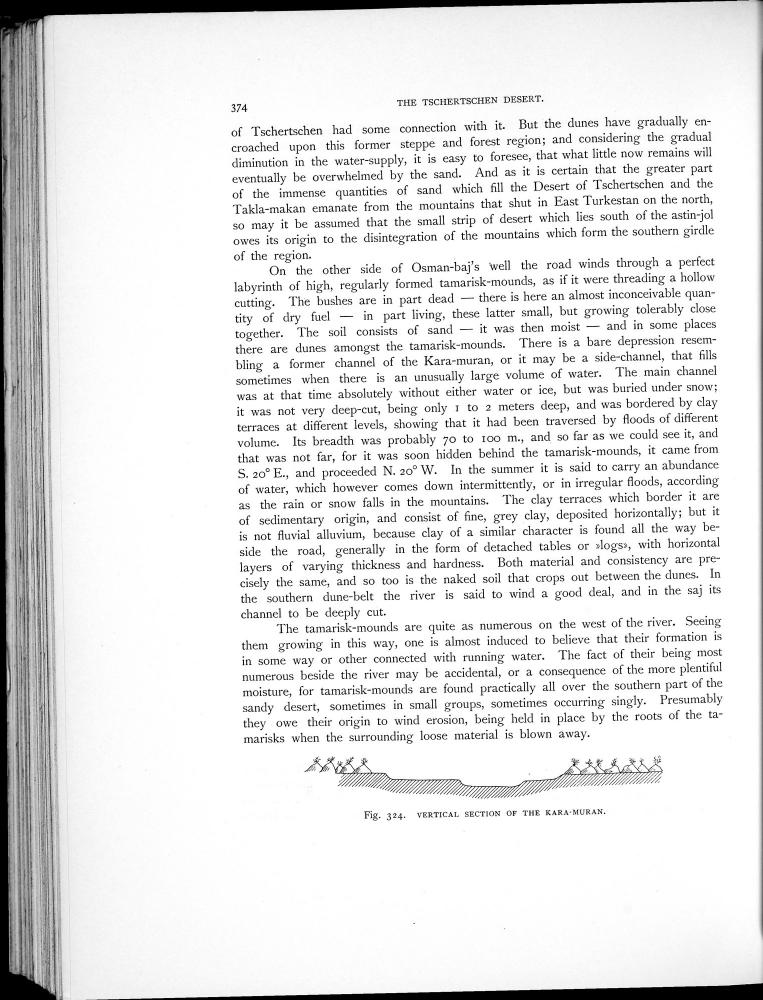 374
THE TSCHERTSCHEN DESERT.
of Tschertschen had some connection with it. But the dunes have gradually en-
croached upon this former steppe and forest region; and considering the gradual
diminution in the water-supply, it is easy to foresee, that what little now remains will
eventually be overwhelmed by the sand. And as it is certain that the greater part
of the immense quantities of sand which fill the Desert of Tschertschen and the
Takla-makan emanate from the mountains that shut in East Turkestan on the north,
so may it be assumed that the small strip of desert which lies south of the astin-jol
owes its origin to the disintegration of the mountains which form the southern girdle
of the region.
On the other side of Osman-baj's well the road winds through a perfect
labyrinth of high, regularly formed tamarisk-mounds, as if it were threading a hollow
cutting. The bushes are in part dead — there is here an almost inconceivable quan-
tity of dry fuel — in part living, these latter small, but growing tolerably close
together. The soil consists of sand — it was then moist — and in some places
there are dunes amongst the tamarisk-mounds. There is a bare depression resem-
bling a former channel of the Kara-muran, or it may be a side-channel, that fills
sometimes when there is an unusually large volume of water. The main channel
was at that time absolutely without either water or ice, but was buried under snow;
it was not very deep-cut, being only 1 to 2 meters deep, and was bordered by clay
terraces at different levels, showing that it had been traversed by floods of different
volume. Its breadth was probably 70 to 100 m., and so far as we could see it, and
that was not far, for it was soon hidden behind the tamarisk-mounds, it came from
S. 20° E., and proceeded N. 20° W. In the summer it is said to carry an abundance
of water, which however comes down intermittently, or in irregular floods, according
as the rain or snow falls in the mountains. The clay terraces which border it are
of sedimentary origin, and consist of fine, grey clay, deposited horizontally; but it
is not fluvial alluvium, because clay of a similar character is found all the way be-
side the road, generally in the form of detached tables or »logs», with horizontal
layers of varying thickness and hardness. Both material and consistency are pre-
cisely the same, and so too is the naked soil that crops out between the dunes. In
the southern dune-belt the river is said to wind a good deal, and in the saj its
channel to be deeply cut.
The tamarisk-mounds are quite as numerous on the west of the river. Seeing
them growing in this way, one is almost induced to believe that their formation is
in some way or other connected with running water. The fact of their being most
numerous beside the river may be accidental, or a consequence of the more plentiful
moisture, for tamarisk-mounds are found practically all over the southern part of the
sandy desert, sometimes in small groups, sometimes occurring singly. Presumably
they owe their origin to wind erosion, being held in place by the roots of the ta-
marisks when the surrounding loose material is blown away.
Fig. 324. VERTICAL SECTION OF THE KARA-MURAN.